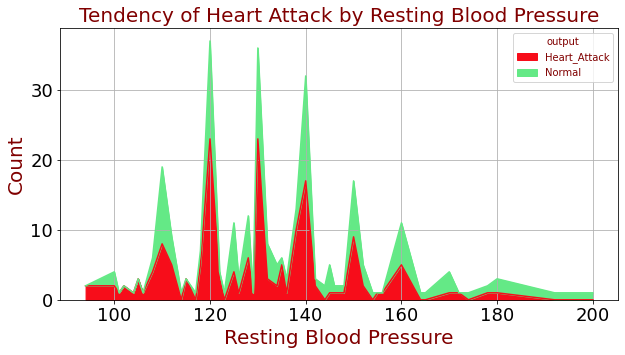 Tendency of Heart Attack by Resting Blood Pressure
output
Heart_Attack
Normal
Count
30
20
10
0
100 120 140 160 180 200
Resting Blood Pressure